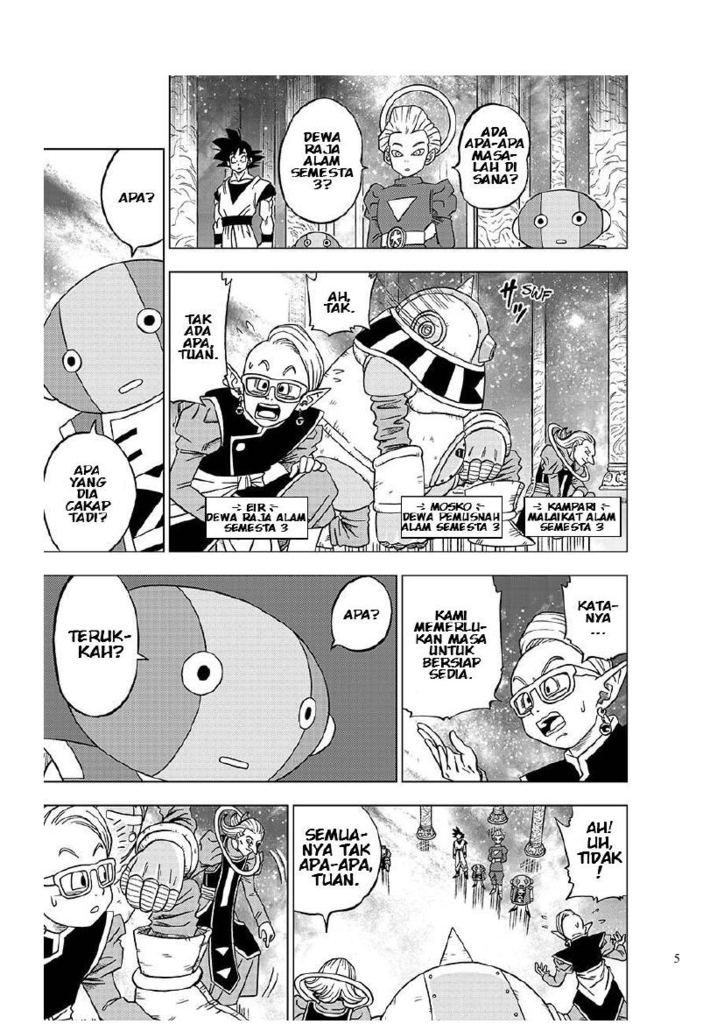 ADA
APA-APA
MASA-
LAH DI
SANA?
DEWA
RAJA
ALAM
SEMESTA
3?
APA?
APA
YANG
DIA
CAKAP
TADI?
サッ
SWF
AH,
TAK.
TAK
ADA
APA,
TUAN.
KAMPARI
MALAIKAT ALAM
SEMESTA 3
MOSKO
DEWA PEMUSNAH
ALAM SEMESTA 3
EIR
DEWA RAJA ALAM
SEMESTA 3
KATA-
NYA
...
KAMI
MEMERLU-
KAN MASA
UNTUK
BERSIAP
SEDIA.
APA?
TERUK-
KAH?
AH!
UH,
TIDAK
!
SEMUA-
NYA TAK
APA-APA,
TUAN.
5